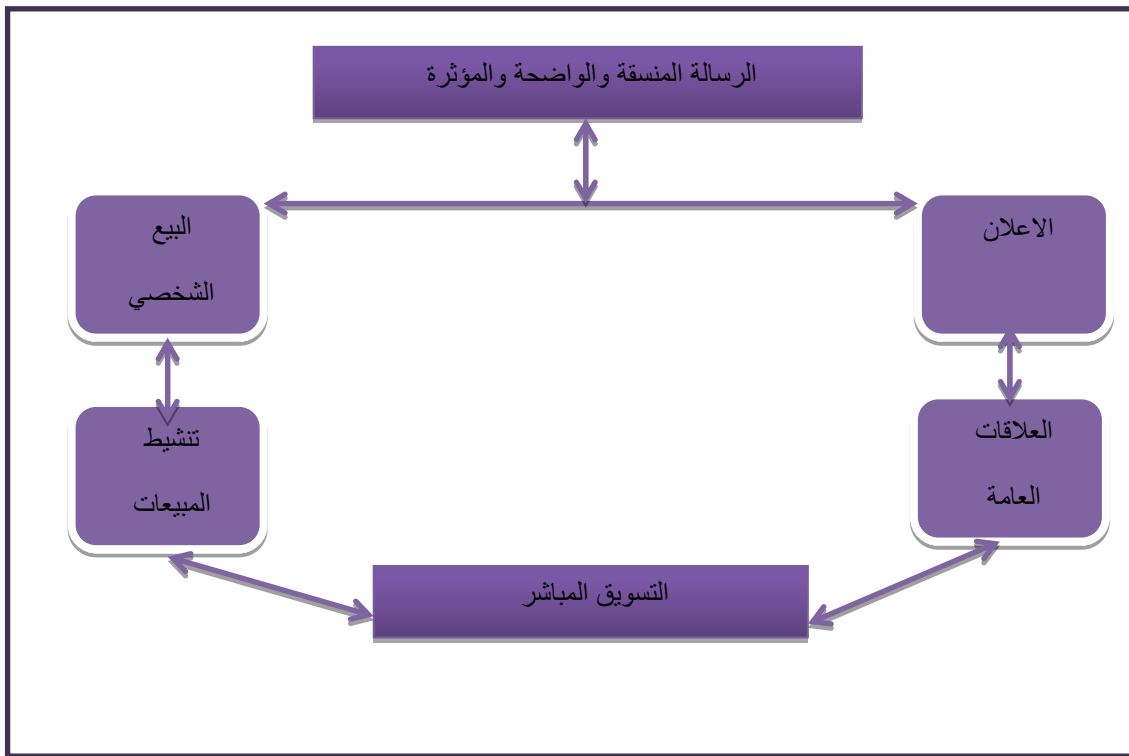 الرسالة المنسقة والواضحة والمؤثرة
الاعلان
البيع
الشخصي
العلاقات
العامة
تنشيط
المبيعات
التسويق المباشر